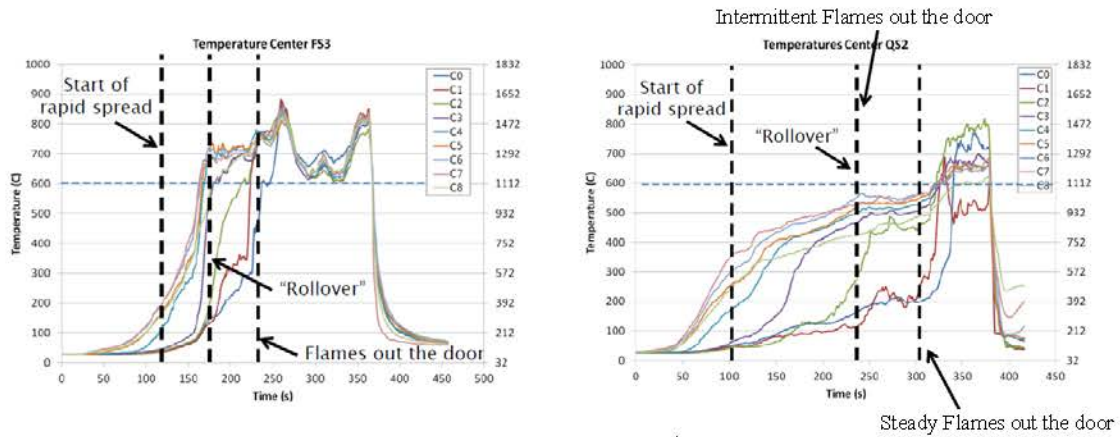 Temperature Center FS3
1000
900
800
700
600
500
400
300
200
100
0
Temperature (C)
1832
1652
1472
1292
1112
932
752
572
392
212
32
0
50
100
150
200
250
300
350
400
450
500
Time (s)
C0
C1
C2
C3
C4
C5
C6
C7
C8
Start of
rapid spread
"Rollover"
Flames out the door
Intermittent Flames out the door
Temperatures Center QS2
1000
900
800
700
600
500
400
300
200
100
0
Temperature (C)
1832
1652
1472
1292
1112
932
752
572
392
212
32
0
50
100
150
200
250
300
350
400
450
Time (s)
C0
C1
C2
C3
C4
C5
C6
C7
C8
Start of
rapid spread
"Rollover"
Steady Flames out the door